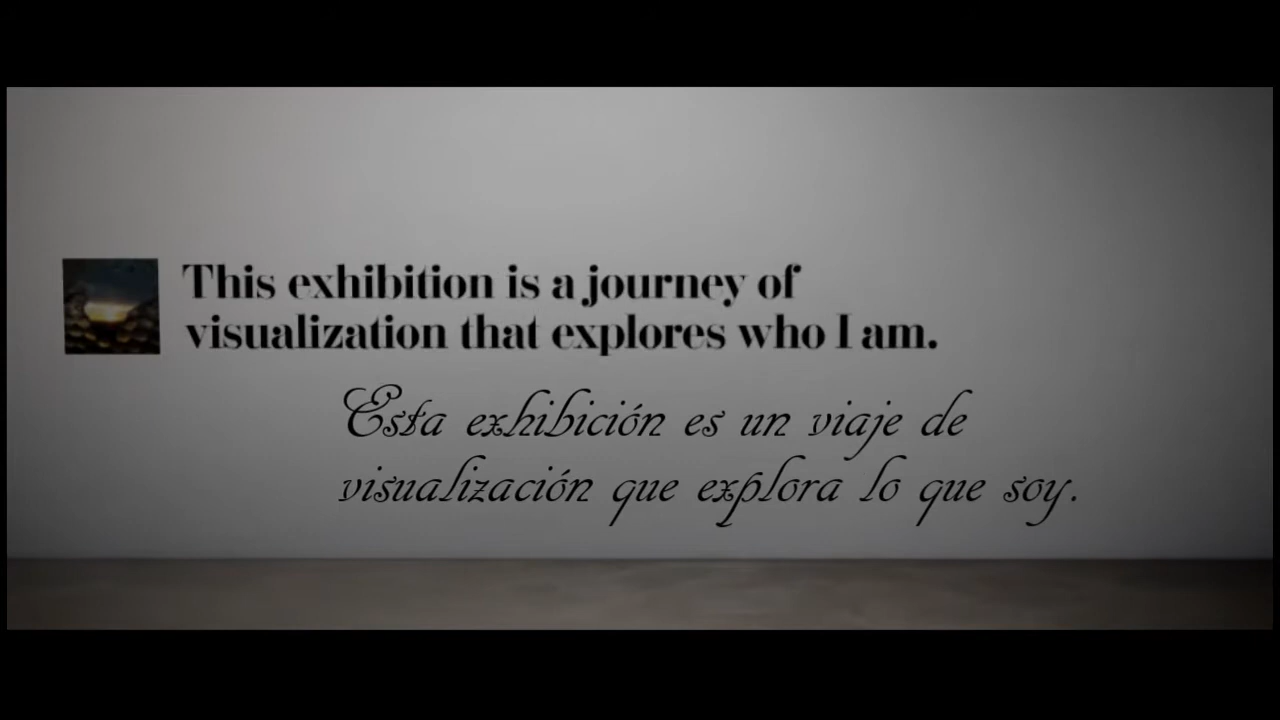 This exhibition is a journey of
visualization that explores who I am.
Esta exhibición es un viaje de
visualización que explora lo que soy.